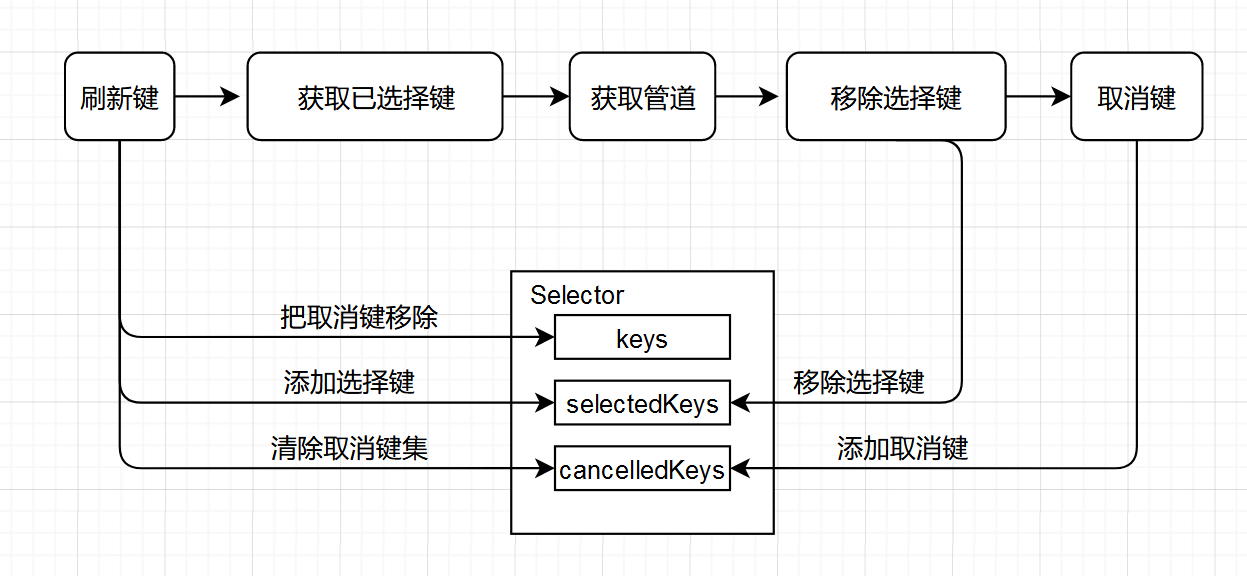 刷新键
获取已选择键
获取管道
移除选择键
取消键
Selector
把取消键移除
keys
添加选择键
selectedKeys
移除选择键
清除取消键集
cancelledKeys
添加取消键